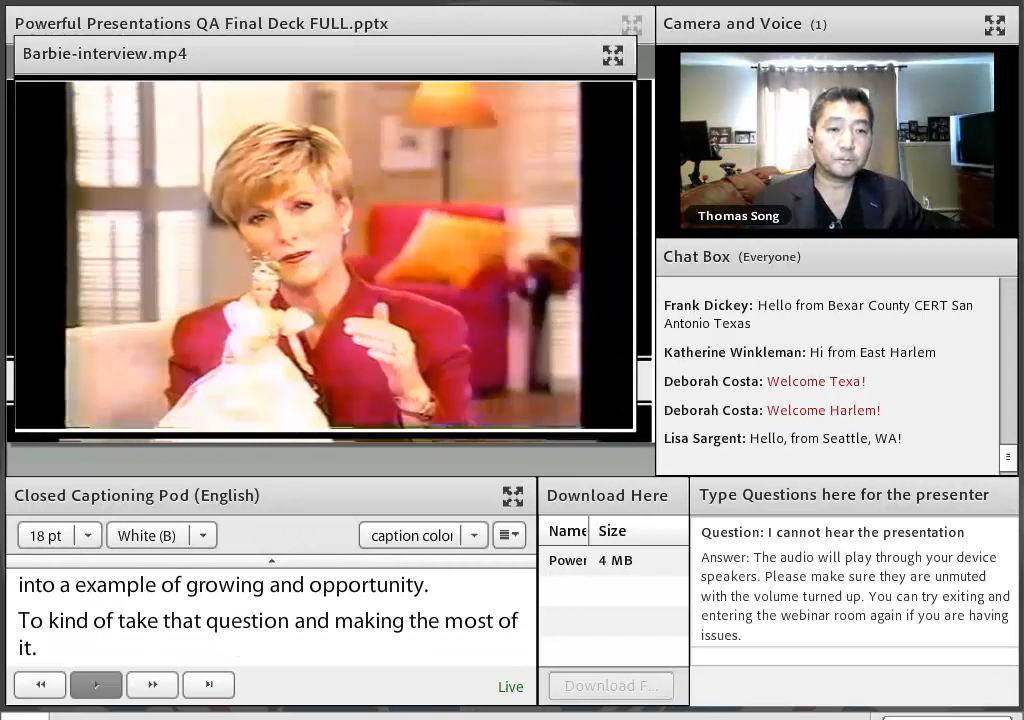 Powerful Presentations QA Final Deck FULL.pptx
Barbie-interview.mp4
Camera and Voice (1)
Thomas Song
Chat Box (Everyone)
Frank Dickey: Hello from Bexar County CERT San
Antonio Texas
Katherine Winkleman: Hi from East Harlem
Deborah Costa: Welcome Texa!
Deborah Costa: Welcome Harlem!
Lisa Sargent: Hello, from Seattle, WA!
Closed Captioning Pod (English)
18 pt White (B) caption color
into a example of growing and opportunity.
To kind of take that question and making the most of
it.
Live
Download Here
Name Size
Power 4 MB
Download F...
Type Questions here for the presenter
Question: I cannot hear the presentation
Answer: The audio will play through your device
speakers. Please make sure they are unmuted
with the volume turned up. You can try exiting and
entering the webinar room again if you are having
issues.